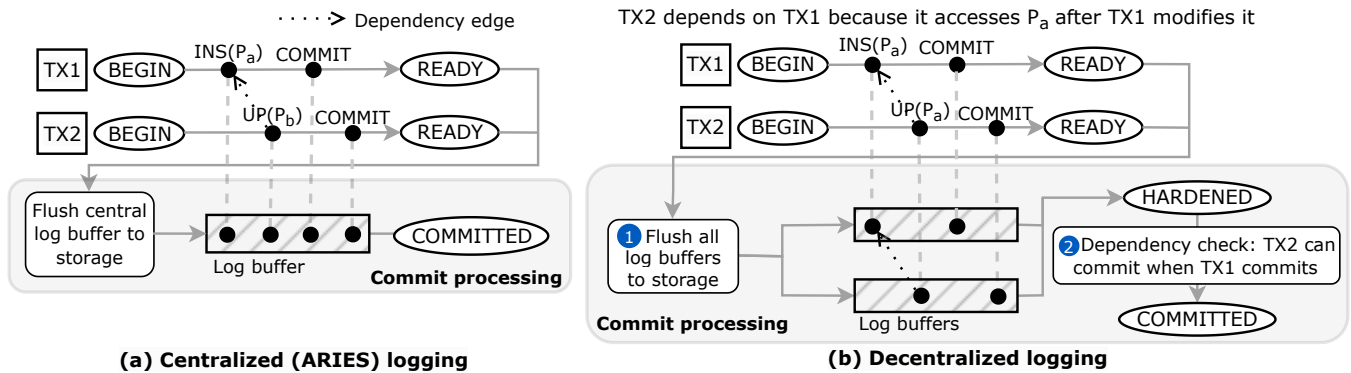 Dependency edge
TX2 depends on TX1 because it accesses Pa after TX1 modifies it
TX1 BEGIN INS(Pa) COMMIT READY
TX2 BEGIN UP(Pb) COMMIT READY
Flush central
log buffer to
storage
Log buffer
COMMITTED
Commit processing
(a) Centralized (ARIES) logging
TX1 BEGIN INS(Pa) COMMIT READY
TX2 BEGIN UP(Pa) COMMIT READY
1 Flush all
log buffers
to storage
Log buffers
HARDENED
2 Dependency check: TX2 can
commit when TX1 commits
COMMITTED
Commit processing
(b) Decentralized logging